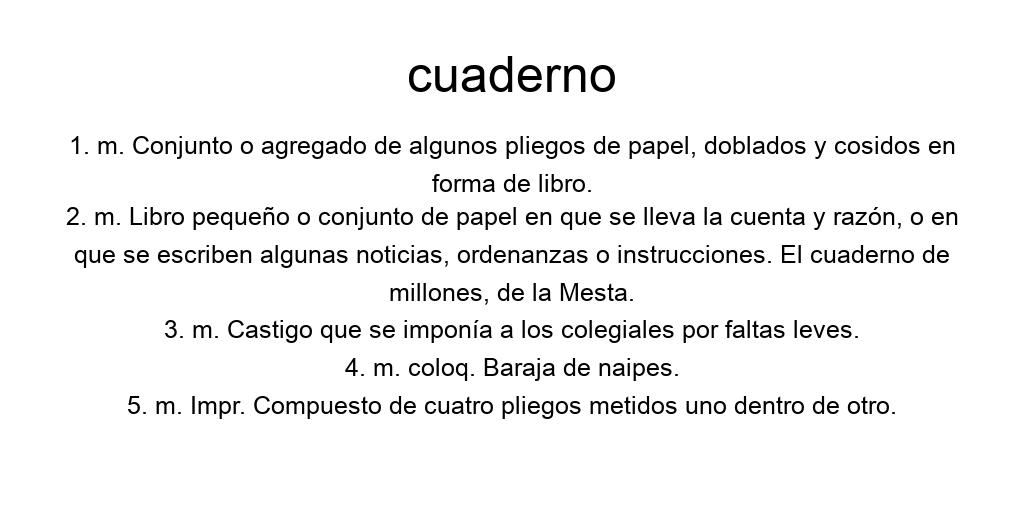 cuaderno
1. m. Conjunto o agregado de algunos pliegos de papel, doblados y cosidos en
forma de libro.
2. m. Libro pequeño o conjunto de papel en que se lleva la cuenta y razón, o en
que se escriben algunas noticias, ordenanzas o instrucciones. El cuaderno de
millones, de la Mesta.
3. m. Castigo que se imponía a los colegiales por faltas leves.
4. m. coloq. Baraja de naipes.
5. m. Impr. Compuesto de cuatro pliegos metidos uno dentro de otro.